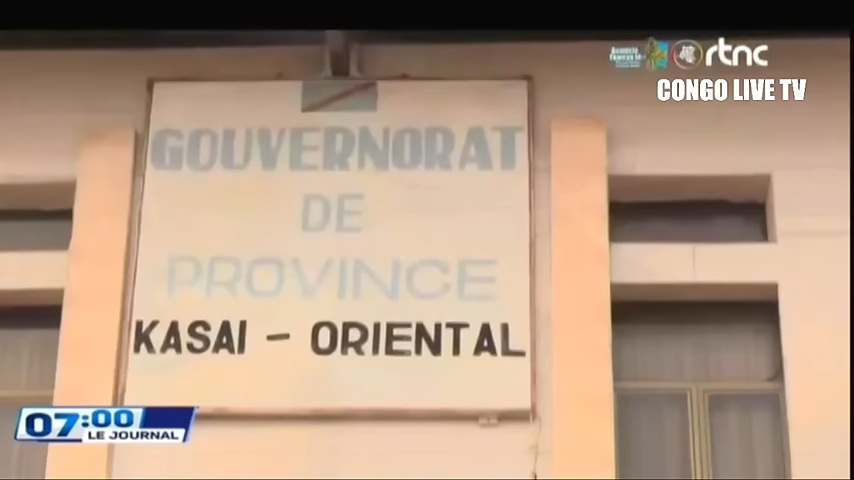 rtnc
CONGO LIVE TV
GOUVERNORAT
DE
PROVINCE
KASAI - ORIENTAL
07:00
LE JOURNAL